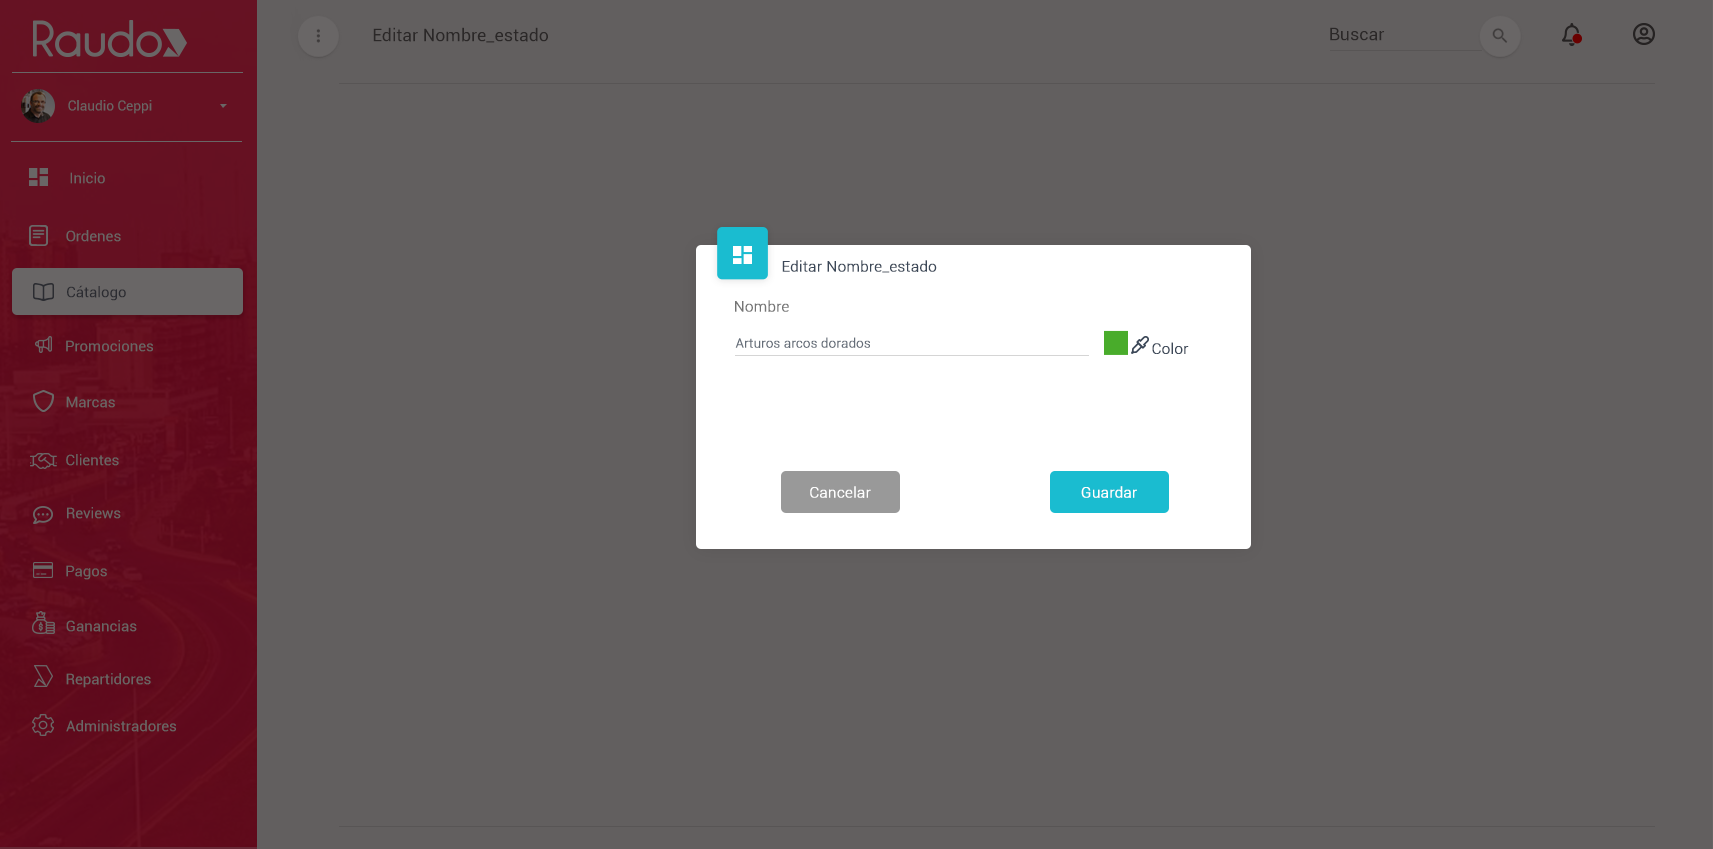 Raudo
Claudio Ceppi
Inicio
Ordenes
Cátalogo
Promociones
Marcas
Clientes
Reviews
Pagos
Ganancias
Repartidores
Administradores
Editar Nombre_estado
Buscar
Editar Nombre_estado
Nombre
Arturos arcos dorados
Color
Cancelar
Guardar